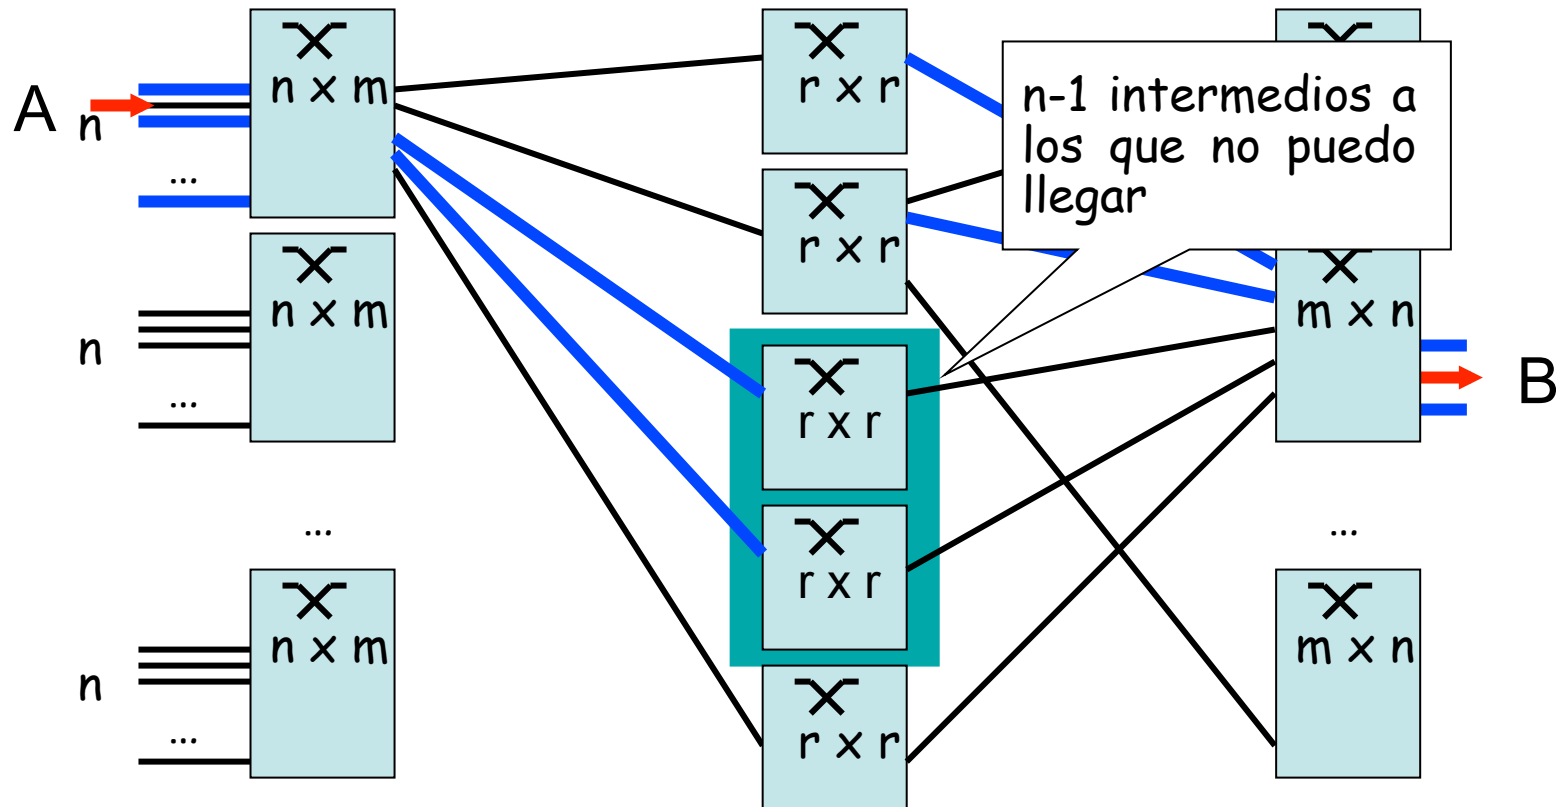 A
n
...
n x m
n
...
n x m
...
n
...
n x m
r x r
r x r
r x r
r x r
r x r
n-1 intermedios a
los que no puedo
llegar
m x n
B
...
m x n